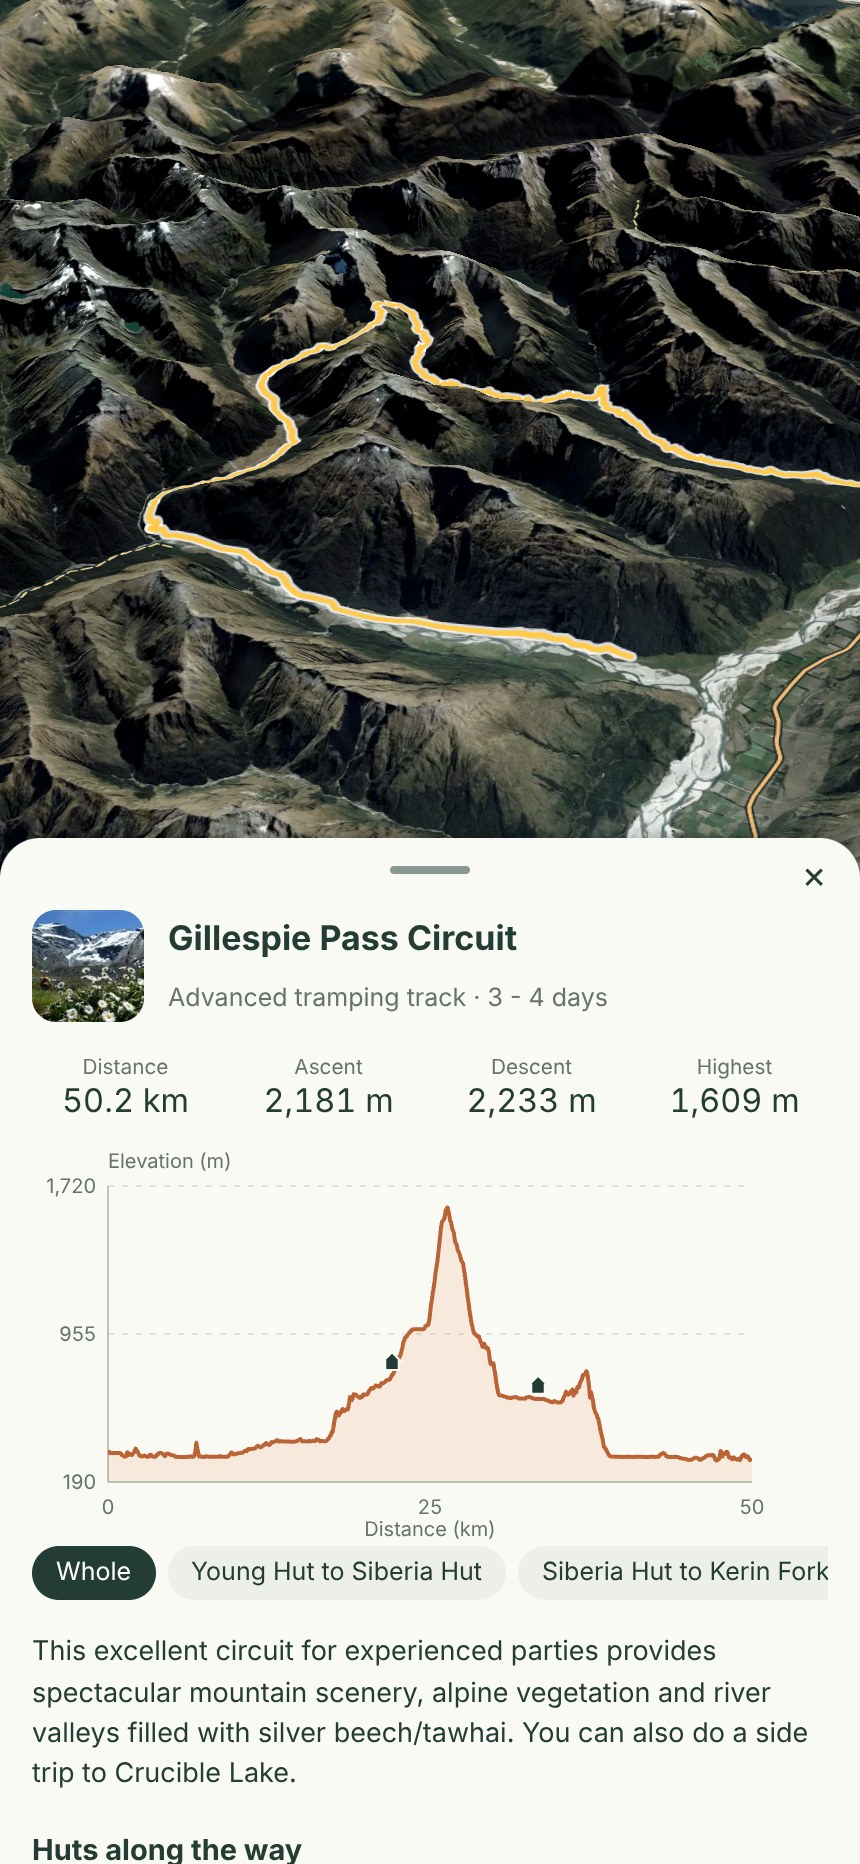 Gillespie Pass Circuit
Advanced tramping track · 3 - 4 days
Distance Ascent Descent Highest
50.2 km 2,181 m 2,233 m 1,609 m
Elevation (m)
1,720
955
190
0 25 50
Distance (km)
Whole Young Hut to Siberia Hut Siberia Hut to Kerin Fork
This excellent circuit for experienced parties provides
spectacular mountain scenery, alpine vegetation and river
valleys filled with silver beech/tawhai. You can also do a side
trip to Crucible Lake.
Huts along the way